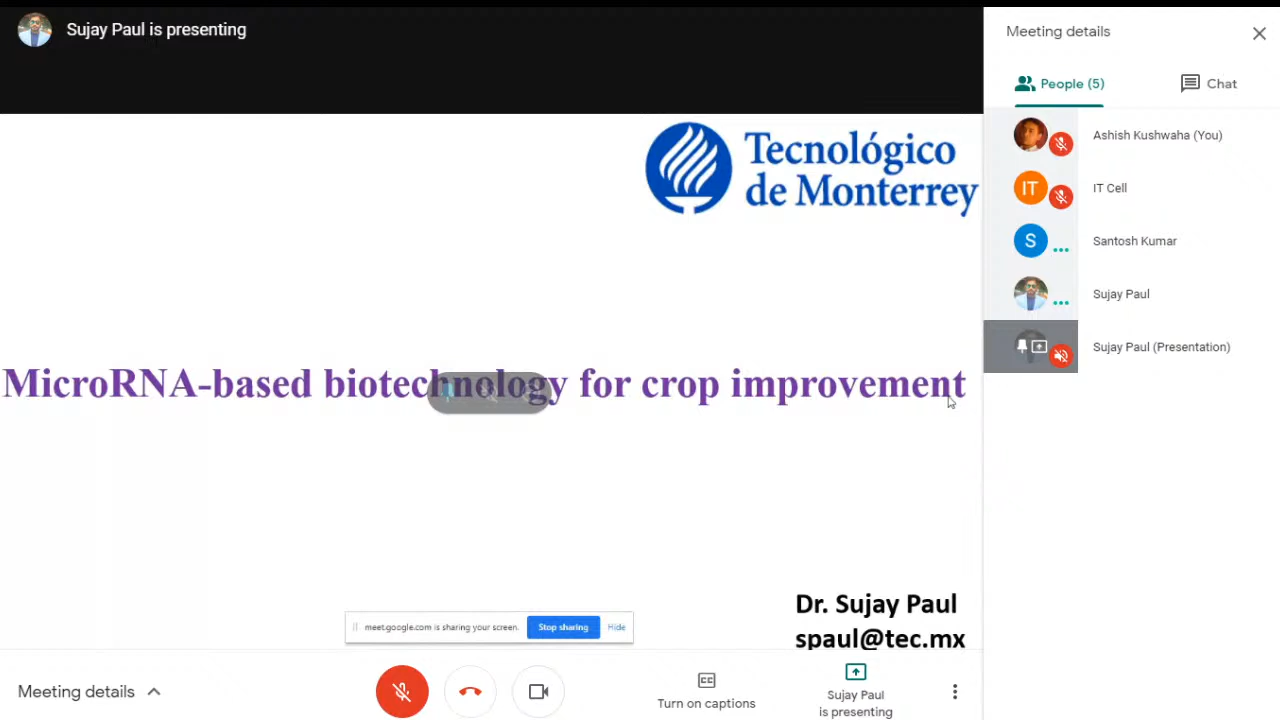 Sujay Paul is presenting
Meeting details
People (5)
Chat
Ashish Kushwaha (You)
IT
IT Cell
S
Santosh Kumar
Sujay Paul
Sujay Paul (Presentation)
Tecnológico
de Monterrey
MicroRNA-based biotechnology for crop improvement
Dr. Sujay Paul
spaul@tec.mx
meet.google.com is sharing your screen.
Stop sharing
Hide
Meeting details
CC
Turn on captions
Sujay Paul
is presenting